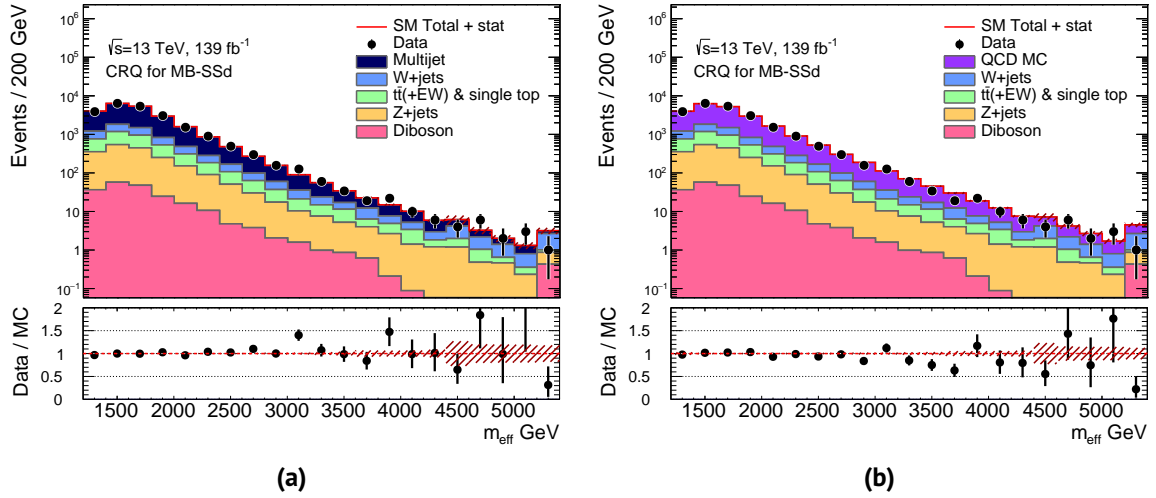 Events / 200 GeV
10⁶
10⁵
10⁴
10³
10²
10
1
10⁻¹
√s=13 TeV, 139 fb⁻¹
CRQ for MB-SSd
SM Total + stat
Data
Multijet
W+jets
tt̄(+EW) & single top
Z+jets
Diboson
Data / MC
2
1.5
1
0.5
0
1500 2000 2500 3000 3500 4000 4500 5000
m_eff GeV
(a)
Events / 200 GeV
10⁶
10⁵
10⁴
10³
10²
10
1
10⁻¹
√s=13 TeV, 139 fb⁻¹
CRQ for MB-SSd
SM Total + stat
Data
QCD MC
W+jets
tt̄(+EW) & single top
Z+jets
Diboson
Data / MC
2
1.5
1
0.5
0
1500 2000 2500 3000 3500 4000 4500 5000
m_eff GeV
(b)